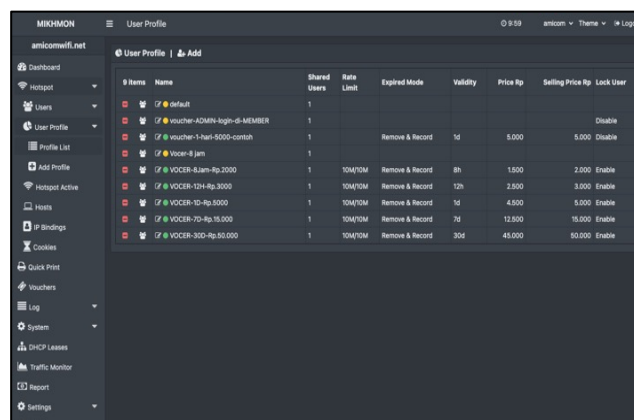 MIKHMON
User Profile
9:59
amicom
Theme
Logo
amicomwifi.net
User Profile | Add
Dashboard
Hotspot
Users
User Profile
Profile List
Add Profile
Hotspot Active
Hosts
IP Bindings
Cookies
Quick Print
Vouchers
Log
System
DHCP Leases
Traffic Monitor
Report
Settings
9 items Name Shared Users Rate Limit Expired Mode Validity Price Rp Selling Price Rp Lock User
default 1
voucher-ADMIN-login-di-MEMBER 1 Disable
voucher-1-hari-5000-contoh 1 Remove & Record 1d 5.000 5.000 Disable
Vocer-8 jam 1
VOCER-8Jam-Rp.2000 1 10M/10M Remove & Record 8h 1.500 2.000 Enable
VOCER-12H-Rp.3000 1 10M/10M Remove & Record 12h 2.500 3.000 Enable
VOCER-1D-Rp.5000 1 10M/10M Remove & Record 1d 4.500 5.000 Enable
VOCER-7D-Rp.15.000 1 10M/10M Remove & Record 7d 12.500 15.000 Enable
VOCER-30D-Rp.50.000 1 10M/10M Remove & Record 30d 45.000 50.000 Enable